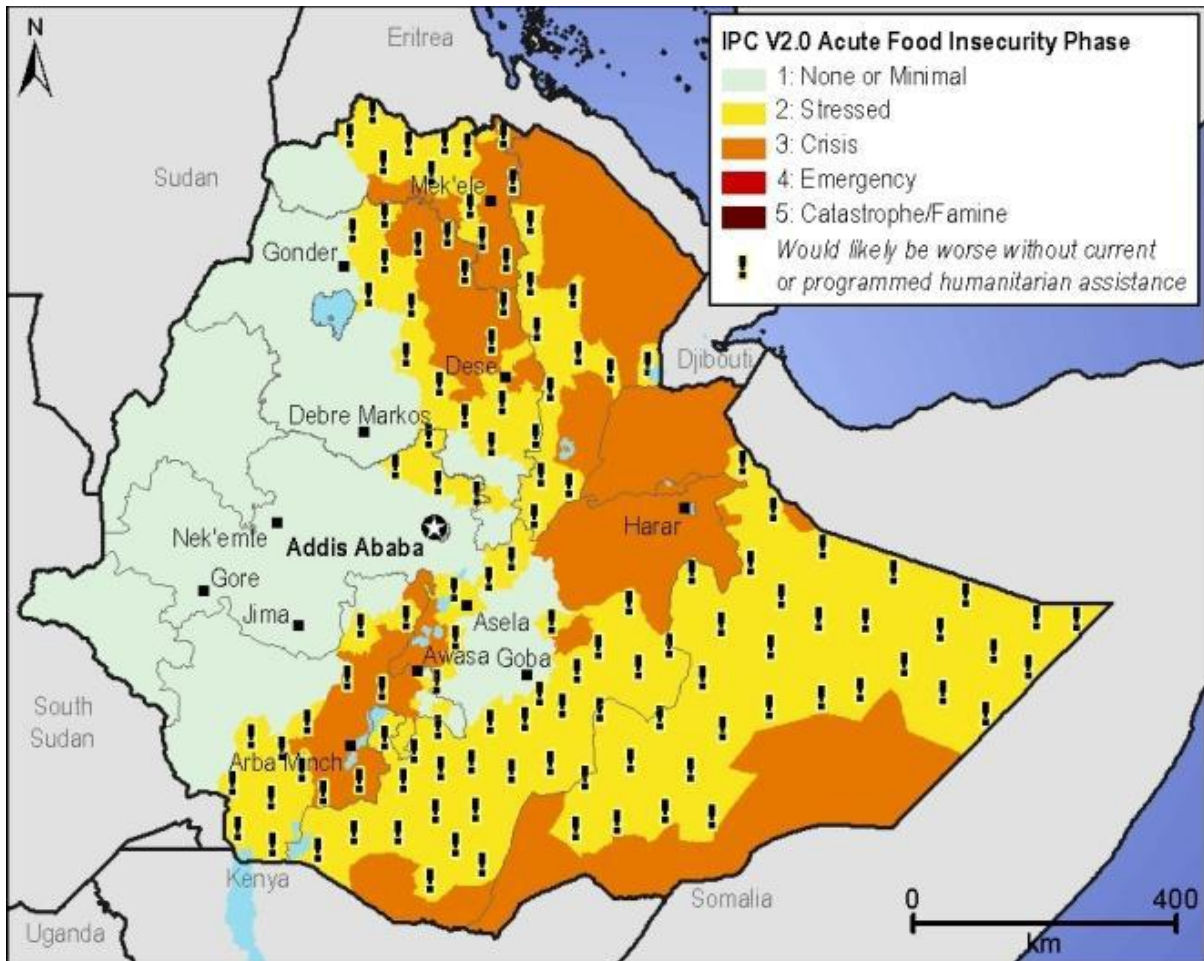 N
Eritrea
Sudan
Mek'ele
Gonder
Dese
Djibouti
Debre Markos
Nek'emte
Addis Ababa
Harar
Gore
Jima
Asela
Awasa
Goba
South
Sudan
Arba Minch
Kenya
Somalia
Uganda
IPC V2.0 Acute Food Insecurity Phase
1: None or Minimal
2: Stressed
3: Crisis
4: Emergency
5: Catastrophe/Famine
! Would likely be worse without current
or programmed humanitarian assistance
0 400
km